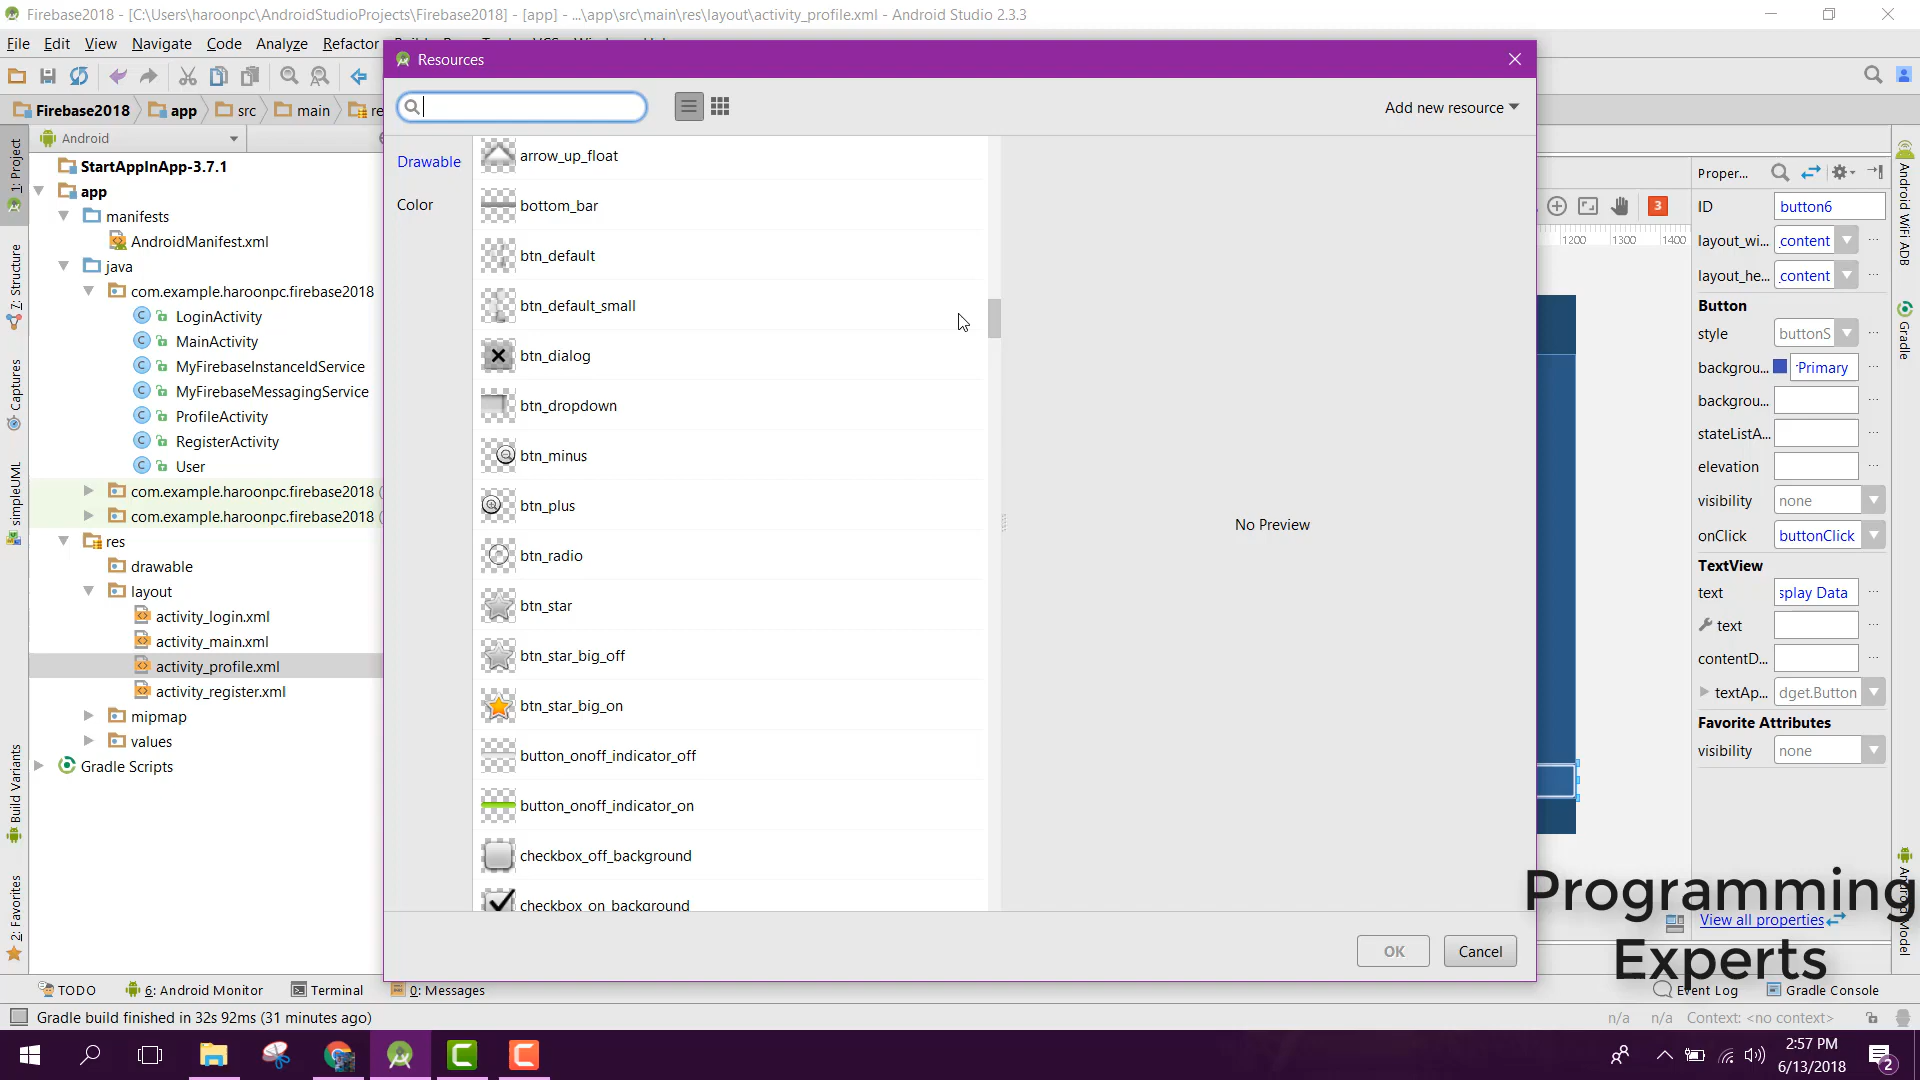 Firebase2018 - [C:\Users\haroonpc\AndroidStudioProjects\Firebase2018] - [app] - ...\app\src\main\res\layout\activity_profile.xml - Android Studio 2.3.3
File Edit View Navigate Code Analyze Refactor
Resources
Firebase2018 app src main
Add new resource
Android
Drawable
Color
arrow_up_float
bottom_bar
btn_default
btn_default_small
btn_dialog
btn_dropdown
btn_minus
btn_plus
btn_radio
btn_star
btn_star_big_off
btn_star_big_on
button_onoff_indicator_off
button_onoff_indicator_on
checkbox_off_background
checkbox_on_background
No Preview
OK Cancel
1: Project
7: Structure
Captures
simpleUML
Build Variants
2: Favorites
StartAppInApp-3.7.1
app
manifests
AndroidManifest.xml
java
com.example.haroonpc.firebase2018
LoginActivity
MainActivity
MyFirebaseInstanceIdService
MyFirebaseMessagingService
ProfileActivity
RegisterActivity
User
com.example.haroonpc.firebase2018 (
com.example.haroonpc.firebase2018 (
res
drawable
layout
activity_login.xml
activity_main.xml
activity_profile.xml
activity_register.xml
mipmap
values
Gradle Scripts
3
1200 1300 1400
Proper...
ID button6
layout_wi... _content ...
layout_he... _content ...
Button
style buttonS ...
backgrou... Primary ...
backgrou... ...
stateListA... ...
elevation ...
visibility none
onClick buttonClick
TextView
text splay Data ...
text ...
contentD... ...
textAp... dget.Button
Favorite Attributes
visibility none
View all properties
Android WiFi ADB
Gradle
Android Model
Programming
Experts
TODO 6: Android Monitor Terminal 0: Messages Event Log Gradle Console
Gradle build finished in 32s 92ms (31 minutes ago) n/a n/a Context: <no context>
2:57 PM
6/13/2018
2